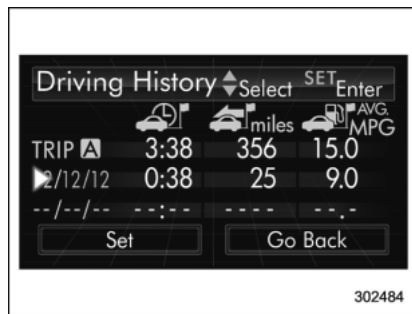 Driving History Select SET Enter
miles AVG. MPG
TRIP A 3:38 356 15.0
2/12/12 0:38 25 9.0
--/--/-- --:-- ---- --.-
Set Go Back
302484